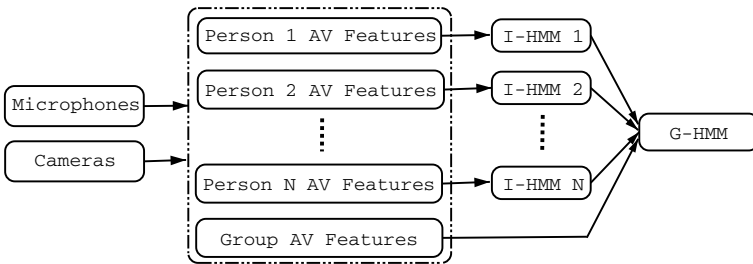 Microphones
Cameras
Person 1 AV Features
Person 2 AV Features
Person N AV Features
Group AV Features
I-HMM 1
I-HMM 2
I-HMM N
G-HMM